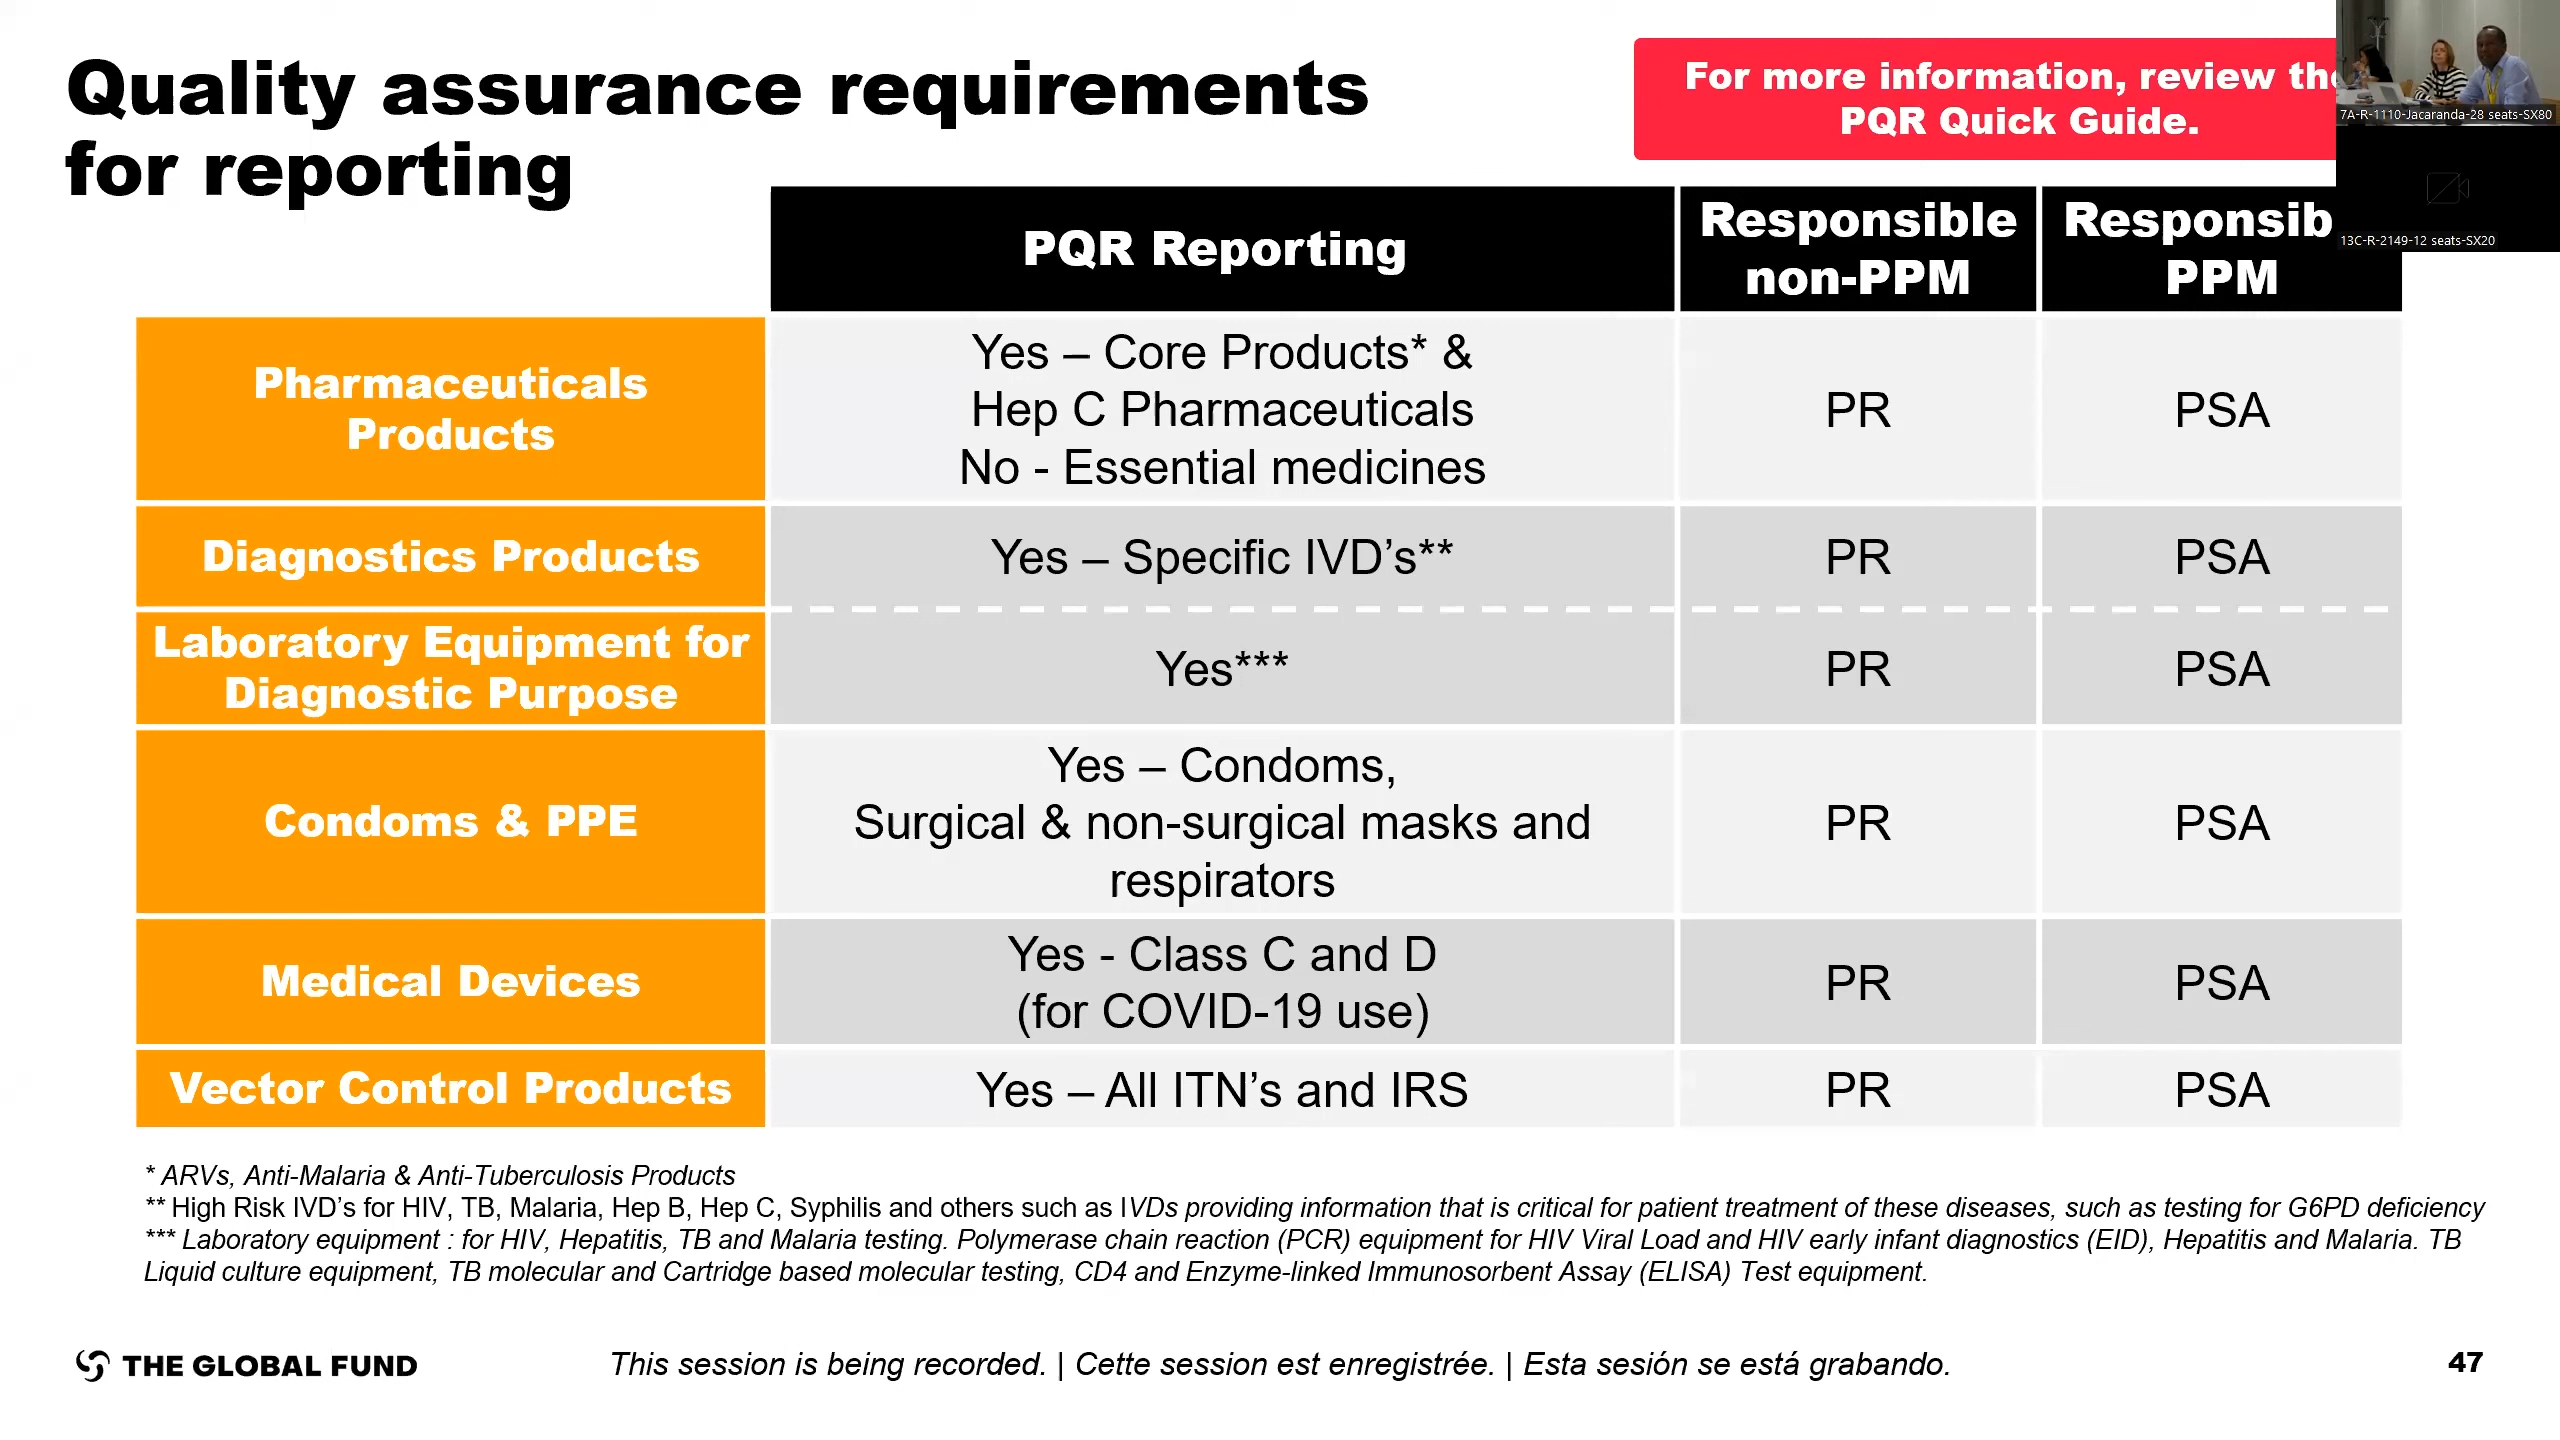 Quality assurance requirements
for reporting
For more information, review the
PQR Quick Guide.
7A-R-1110-Jacaranda-28 seats-SX80
13C-R-2149-12 seats-SX20
PQR Reporting
Responsible
non-PPM
Responsib
PPM
Pharmaceuticals
Products
Yes – Core Products* &
Hep C Pharmaceuticals
No - Essential medicines
PR
PSA
Diagnostics Products
Yes – Specific IVD’s**
PR
PSA
Laboratory Equipment for
Diagnostic Purpose
Yes***
PR
PSA
Condoms & PPE
Yes – Condoms,
Surgical & non-surgical masks and
respirators
PR
PSA
Medical Devices
Yes - Class C and D
(for COVID-19 use)
PR
PSA
Vector Control Products
Yes – All ITN’s and IRS
PR
PSA
* ARVs, Anti-Malaria & Anti-Tuberculosis Products
** High Risk IVD’s for HIV, TB, Malaria, Hep B, Hep C, Syphilis and others such as IVDs providing information that is critical for patient treatment of these diseases, such as testing for G6PD deficiency
*** Laboratory equipment : for HIV, Hepatitis, TB and Malaria testing. Polymerase chain reaction (PCR) equipment for HIV Viral Load and HIV early infant diagnostics (EID), Hepatitis and Malaria. TB
Liquid culture equipment, TB molecular and Cartridge based molecular testing, CD4 and Enzyme-linked Immunosorbent Assay (ELISA) Test equipment.
THE GLOBAL FUND
This session is being recorded. | Cette session est enregistrée. | Esta sesión se está grabando.
47